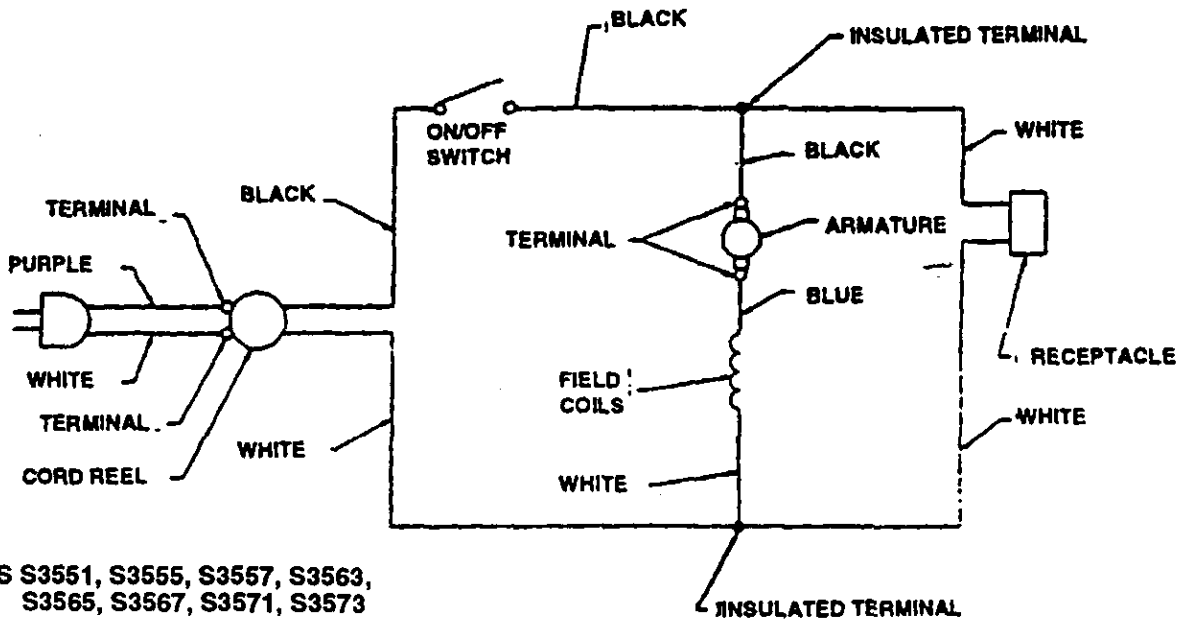 BLACK
INSULATED TERMINAL
ON/OFF
SWITCH
WHITE
BLACK
BLACK
TERMINAL
TERMINAL
ARMATURE
PURPLE
BLUE
RECEPTACLE
WHITE
FIELD
COILS
TERMINAL
WHITE
WHITE
CORD REEL
WHITE
S S3551, S3555, S3557, S3563,
S3565, S3567, S3571, S3573
INSULATED TERMINAL